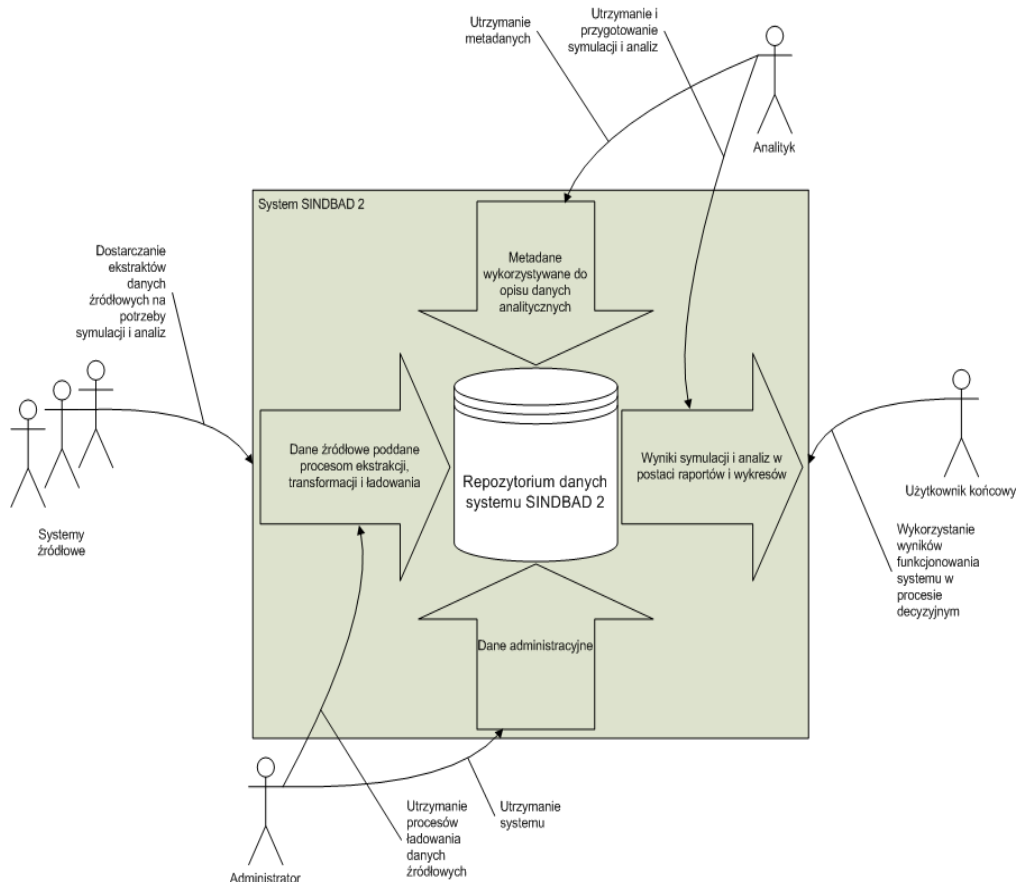 Utrzymanie
metadanych
Utrzymanie i
przygotowanie
symulacji i analiz
Analityk
System SINDBAD 2
Dostarczanie
ekstraktów
danych
źródłowych na
potrzeby
symulacji i analiz
Metadane
wykorzystywane do
opisu danych
analitycznych
Systemy
źródłowe
Dane źródłowe poddane
procesom ekstrakcji,
transformacji i ładowania
Repozytorium danych
systemu SINDBAD 2
Wyniki symulacji i analiz w
postaci raportów i wykresów
Użytkownik końcowy
Wykorzystanie
wyników
funkcjonowania
systemu w
procesie
decyzyjnym
Dane administracyjne
Administrator
Utrzymanie
procesów
ładowania
danych
źródłowych
Utrzymanie
systemu